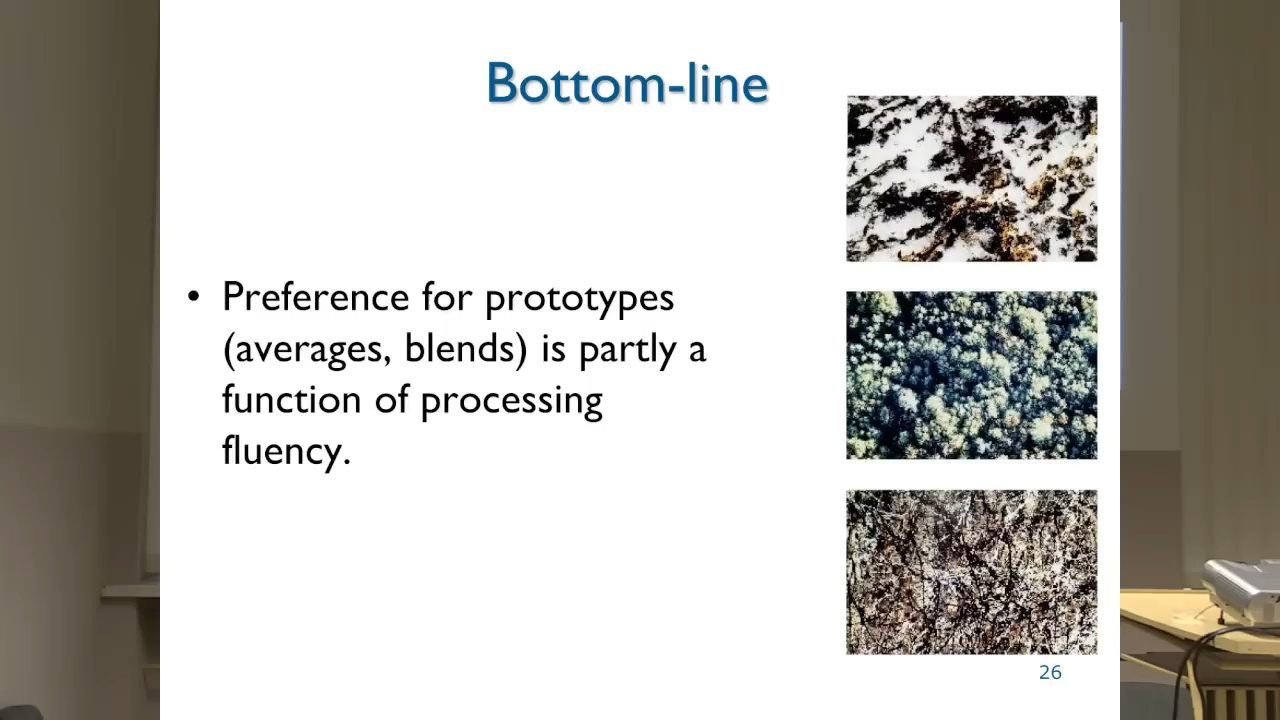 Bottom-line
• Preference for prototypes
(averages, blends) is partly a
function of processing
fluency.
26